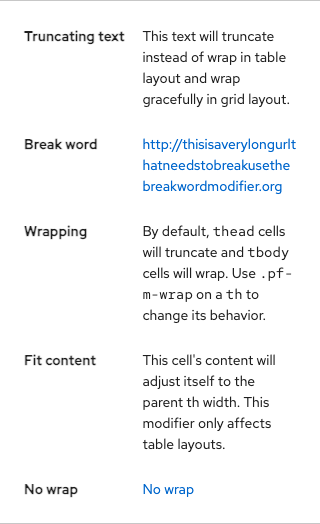 Truncating text
This text will truncate
instead of wrap in table
layout and wrap
gracefully in grid layout.
Break word
http://thisisaverylongurlt
hatneedstobreakusethe
breakwordmodifier.org
Wrapping
By default, thead cells
will truncate and tbody
cells will wrap. Use .pf-
m-wrap on a th to
change its behavior.
Fit content
This cell's content will
adjust itself to the
parent th width. This
modifier only affects
table layouts.
No wrap
No wrap